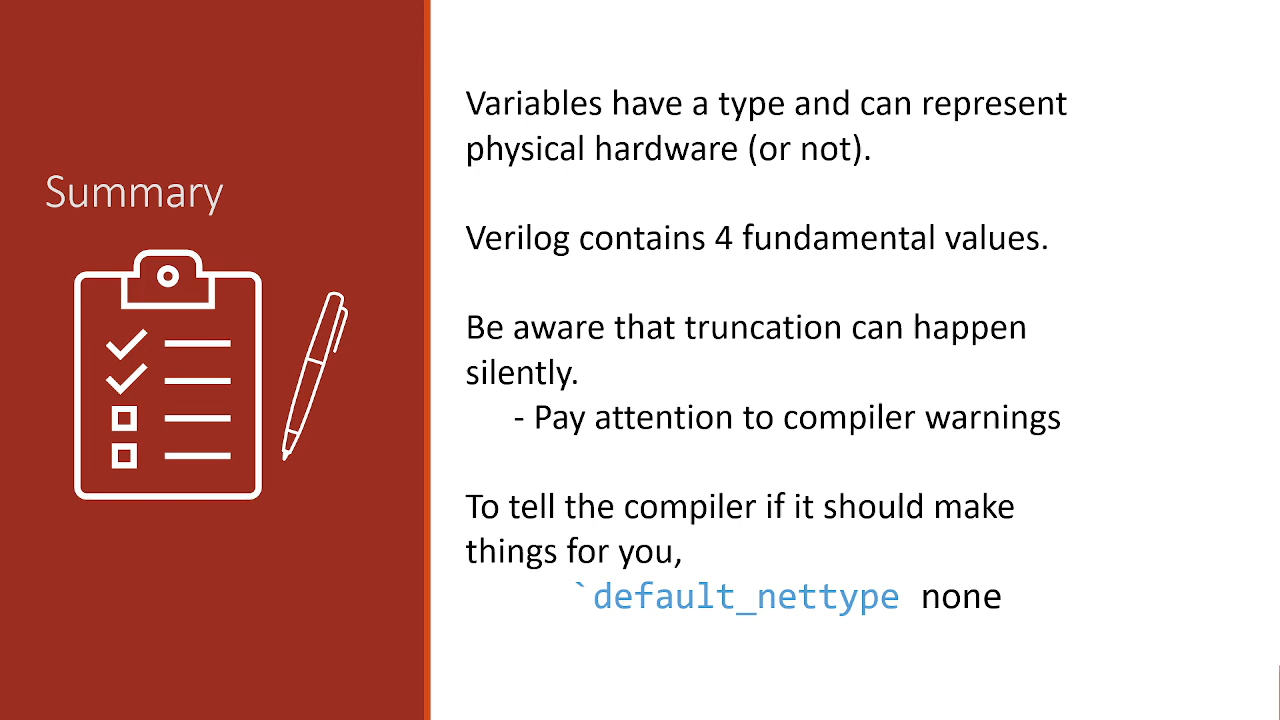 Summary
Variables have a type and can represent
physical hardware (or not).
Verilog contains 4 fundamental values.
Be aware that truncation can happen
silently.
- Pay attention to compiler warnings
To tell the compiler if it should make
things for you,
`default_nettype none